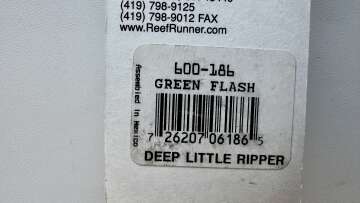 (419) 798-9125
(419) 798-9012 FAX
www.ReefRunner.com
600-186
GREEN FLASH
Assembled in Mexico
7 26207 06186 5
DEEP LITTLE RIPPER